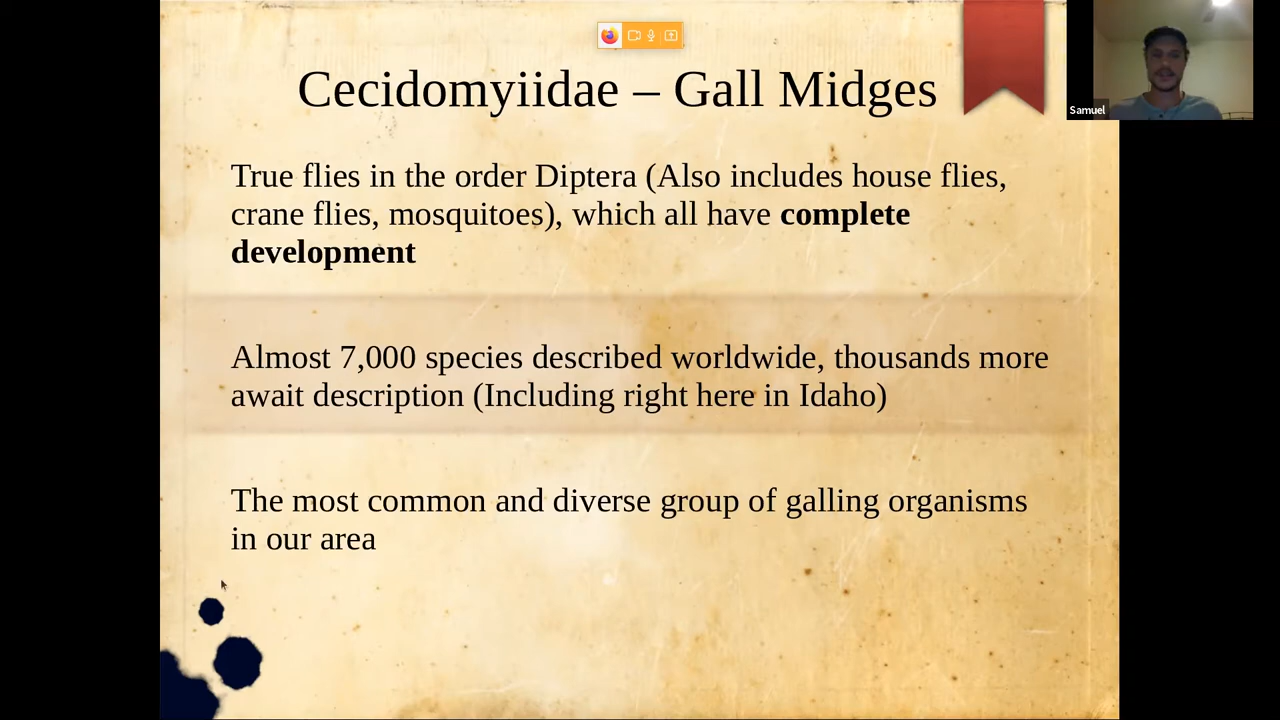 Cecidomyiidae – Gall Midges
Samuel
True flies in the order Diptera (Also includes house flies,
crane flies, mosquitoes), which all have complete
development
Almost 7,000 species described worldwide, thousands more
await description (Including right here in Idaho)
The most common and diverse group of galling organisms
in our area